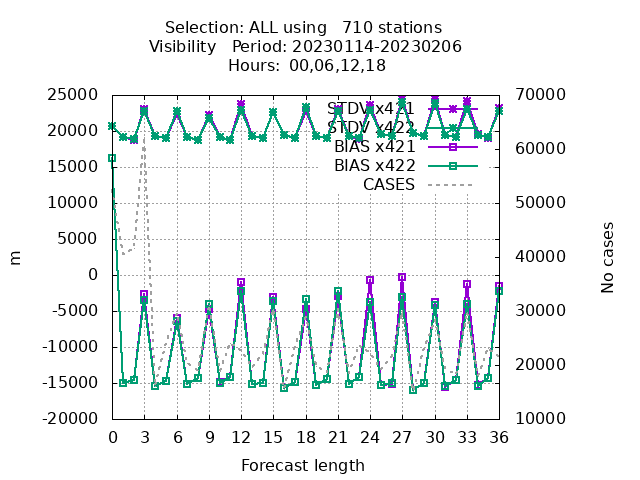 Selection: ALL using   710 stations
Visibility   Period: 20230114-20230206
Hours: 00,06,12,18
25000
20000
15000
10000
5000
0
-5000
-10000
-15000
-20000
m
70000
60000
50000
40000
30000
20000
10000
No cases
STDV x421
STDV x422
BIAS x421
BIAS x422
CASES
0 3 6 9 12 15 18 21 24 27 30 33 36
Forecast length